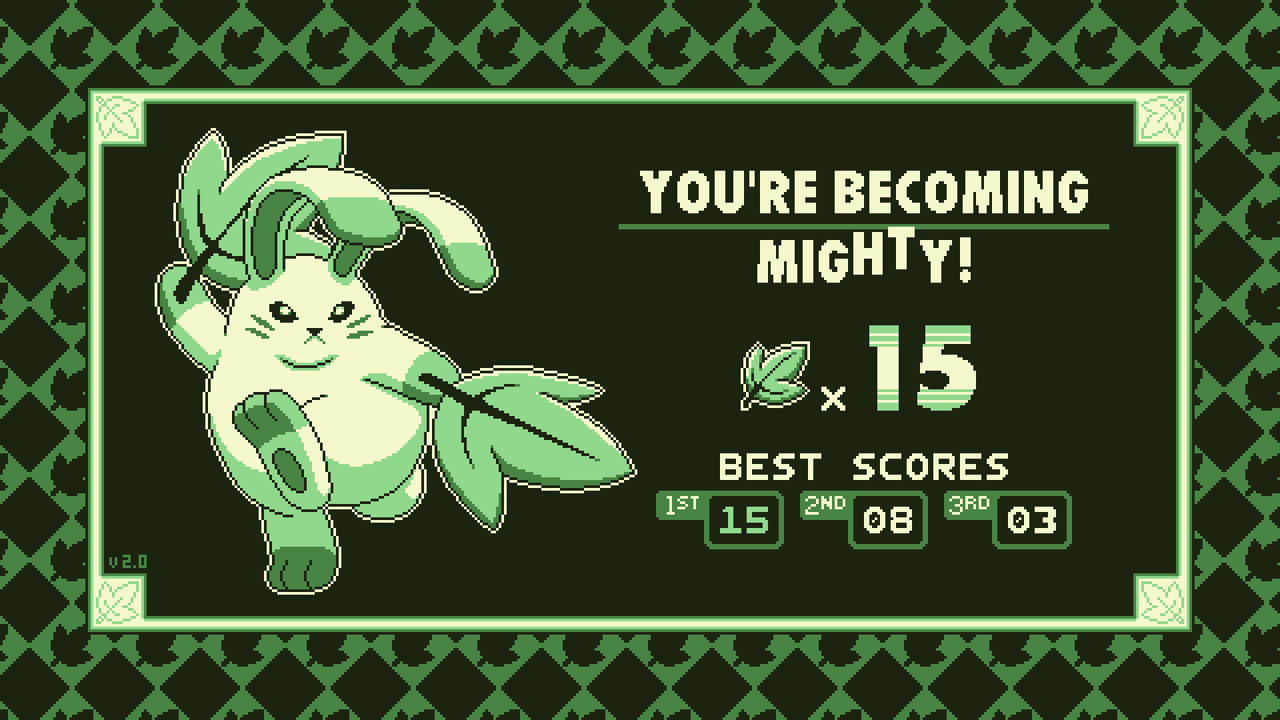 YOU'RE BECOMING
MIGHTY!
x 15
BEST SCORES
1ST 15 2ND 08 3RD 03
v2.0